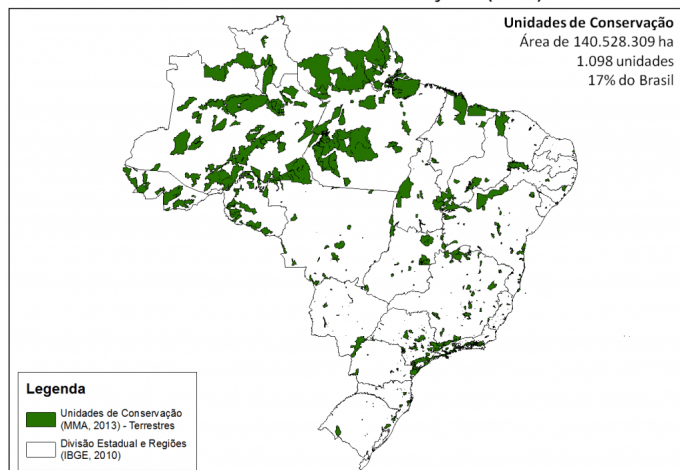 Unidades de Conservação
Área de 140.528.309 ha
1.098 unidades
17% do Brasil
Legenda
Unidades de Conservação
(MMA, 2013) - Terrestres
Divisão Estadual e Regiões
(IBGE, 2010)